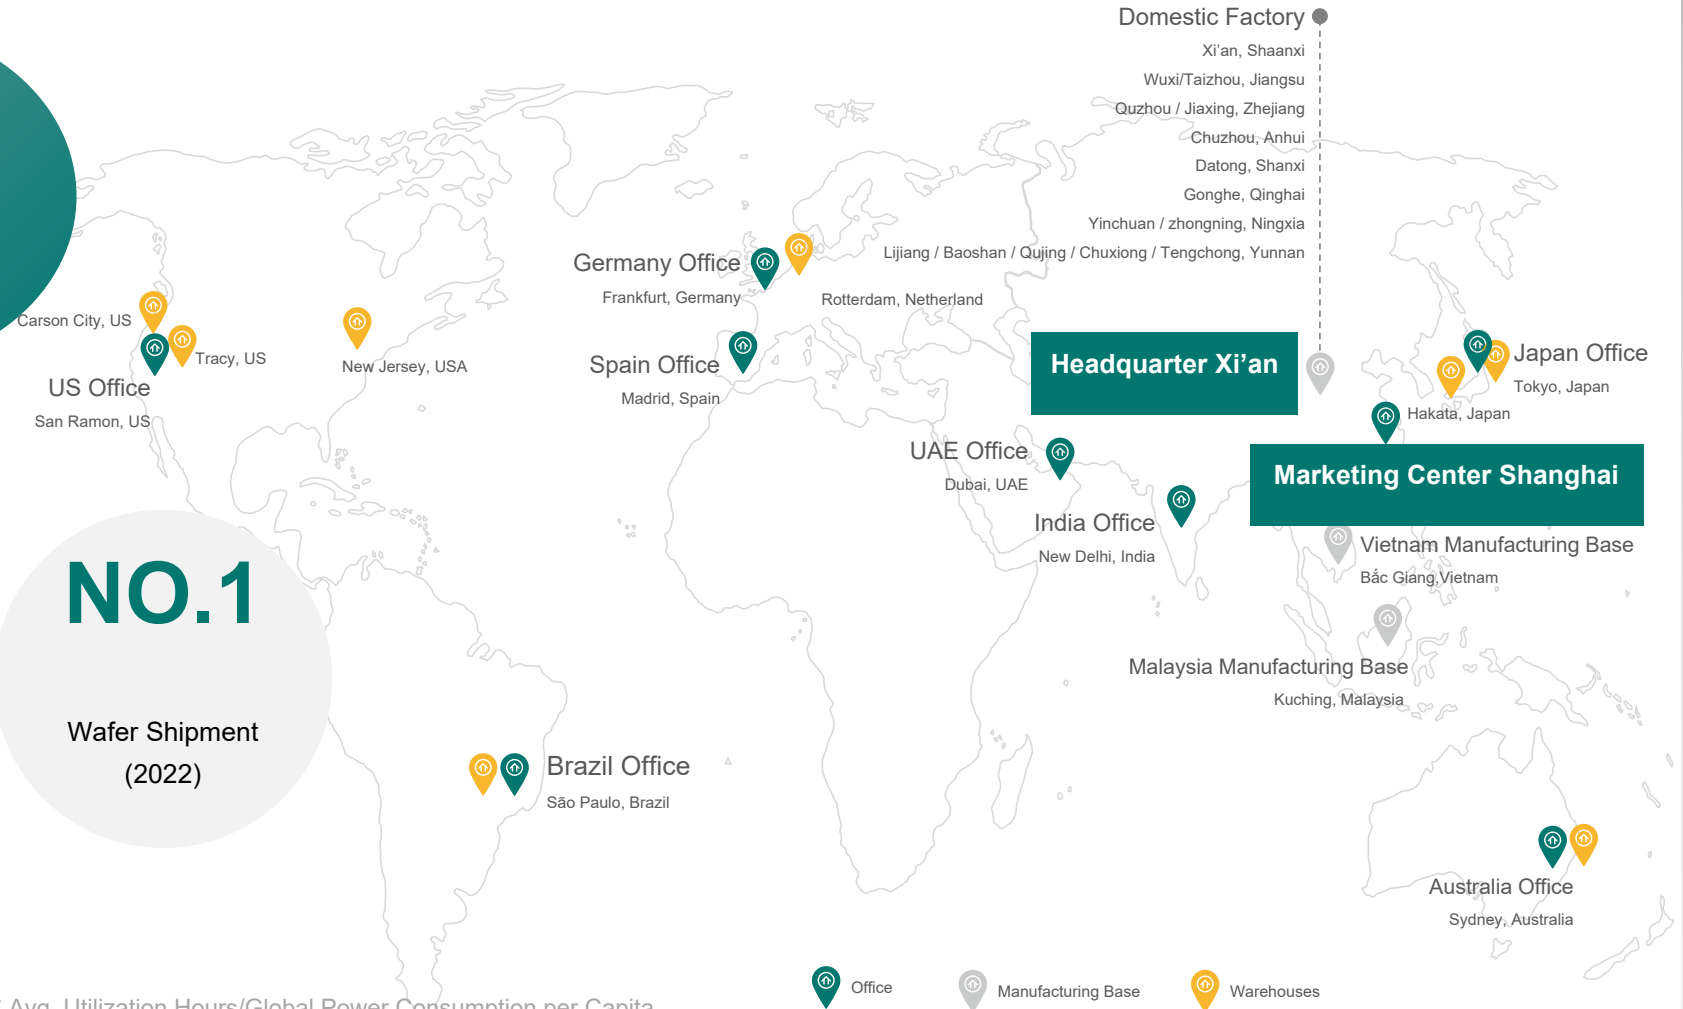 Domestic Factory
Xi'an, Shaanxi
Wuxi/Taizhou, Jiangsu
Quzhou / Jiaxing, Zhejiang
Chuzhou, Anhui
Datong, Shanxi
Gonghe, Qinghai
Yinchuan / zhongning, Ningxia
Lijiang / Baoshan / Qujing / Chuxiong / Tengchong, Yunnan
Germany Office
Frankfurt, Germany
Rotterdam, Netherland
Carson City, US
Tracy, US
New Jersey, USA
US Office
San Ramon, US
Spain Office
Madrid, Spain
Headquarter Xi'an
Japan Office
Tokyo, Japan
Hakata, Japan
UAE Office
Dubai, UAE
Marketing Center Shanghai
India Office
New Delhi, India
Vietnam Manufacturing Base
Bắc Giang,Vietnam
NO.1
Wafer Shipment
(2022)
Malaysia Manufacturing Base
Kuching, Malaysia
Brazil Office
São Paulo, Brazil
Australia Office
Sydney, Australia
Office
Manufacturing Base
Warehouses
Avg. Utilization Hours/Global Power Consumption per Capita